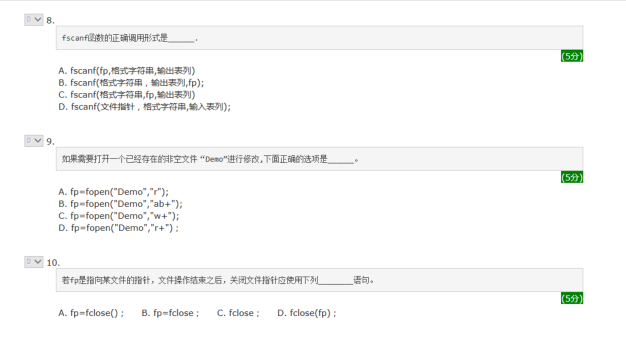 8.
fscanf函数的正确调用形式是______.
(5分)
A. fscanf(fp,格式字符串,输出表列)
B. fscanf(格式字符串，输出表列,fp);
C. fscanf(格式字符串,fp,输出表列)
D. fscanf(文件指针，格式字符串,输入表列);
9.
如果需要打开一个已经存在的非空文件“Demo”进行修改,下面正确的选项是______。
(5分)
A. fp=fopen("Demo","r");
B. fp=fopen("Demo","ab+");
C. fp=fopen("Demo","w+");
D. fp=fopen("Demo","r+")；
10.
若fp是指向某文件的指针，文件操作结束之后，关闭文件指针应使用下列________语句。
(5分)
A. fp=fclose()； B. fp=fclose； C. fclose； D. fclose(fp)；